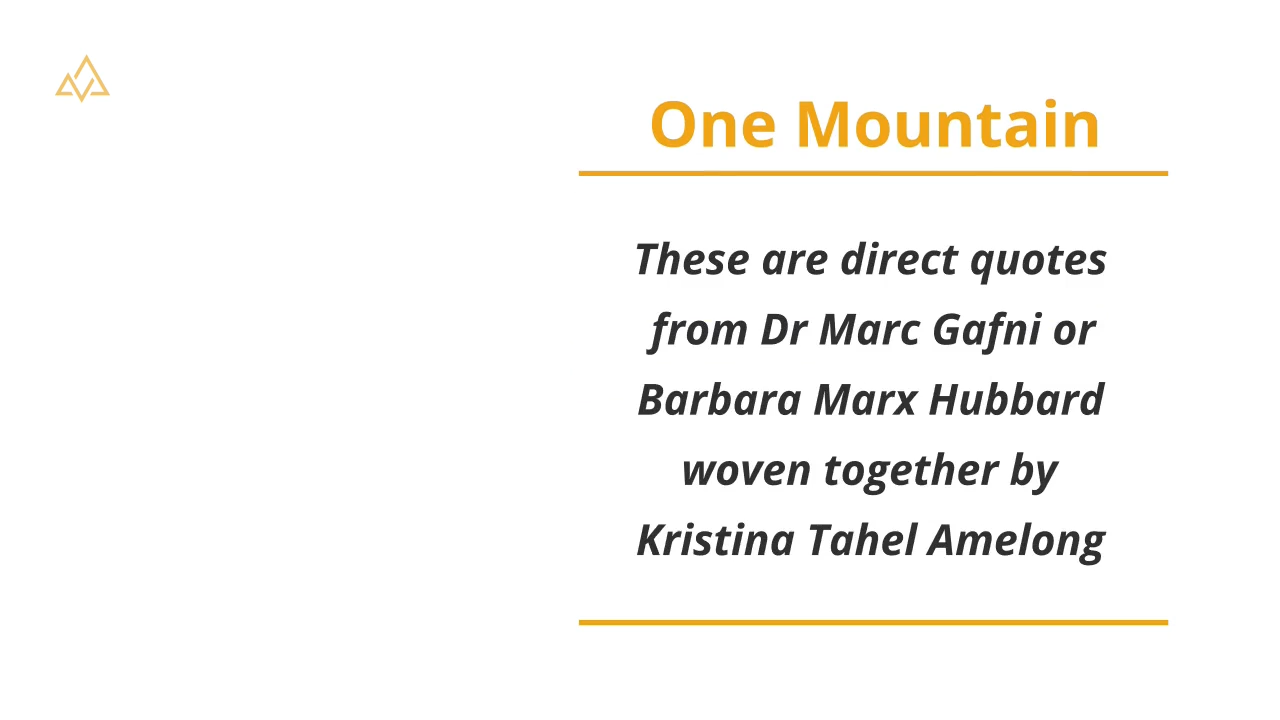 One Mountain
These are direct quotes
from Dr Marc Gafni or
Barbara Marx Hubbard
woven together by
Kristina Tahel Amelong